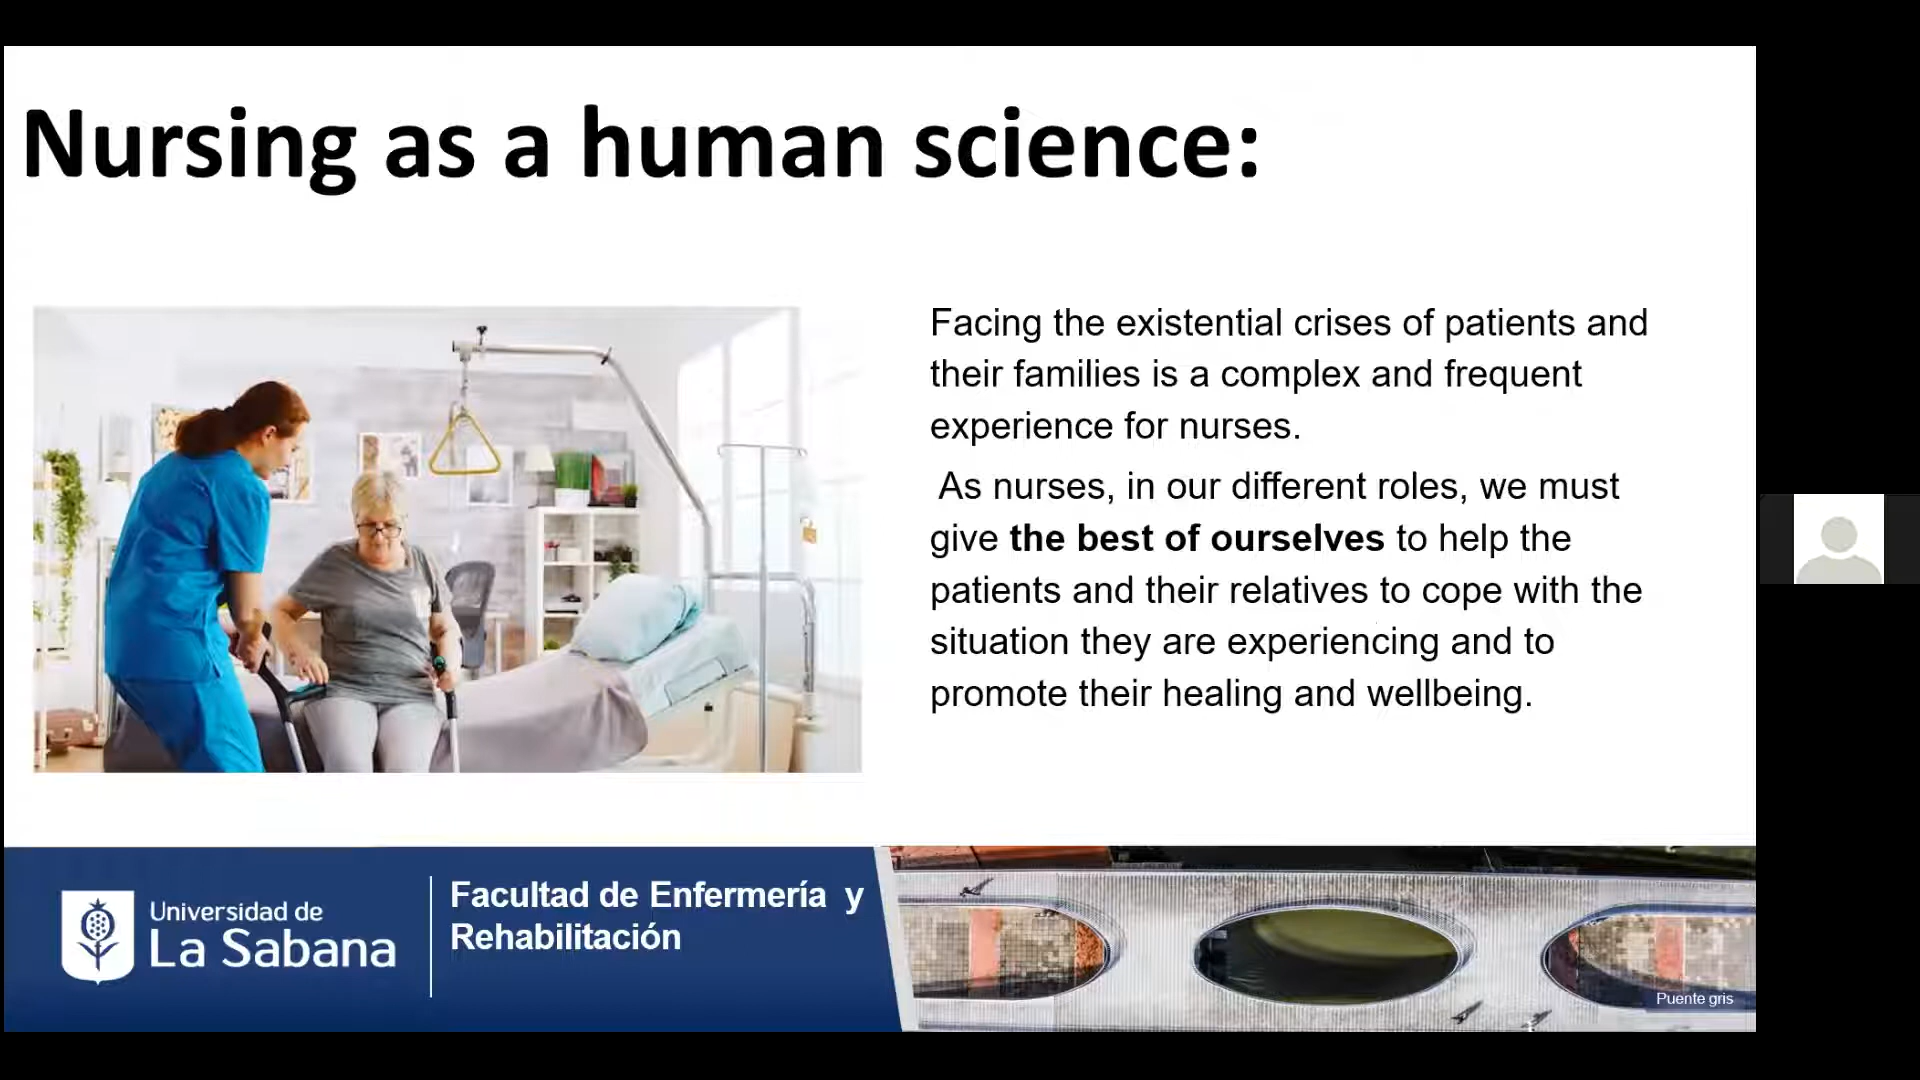 Nursing as a human science:
Facing the existential crises of patients and
their families is a complex and frequent
experience for nurses.
As nurses, in our different roles, we must
give the best of ourselves to help the
patients and their relatives to cope with the
situation they are experiencing and to
promote their healing and wellbeing.
Universidad de
La Sabana
Facultad de Enfermería y
Rehabilitación
Puente gris